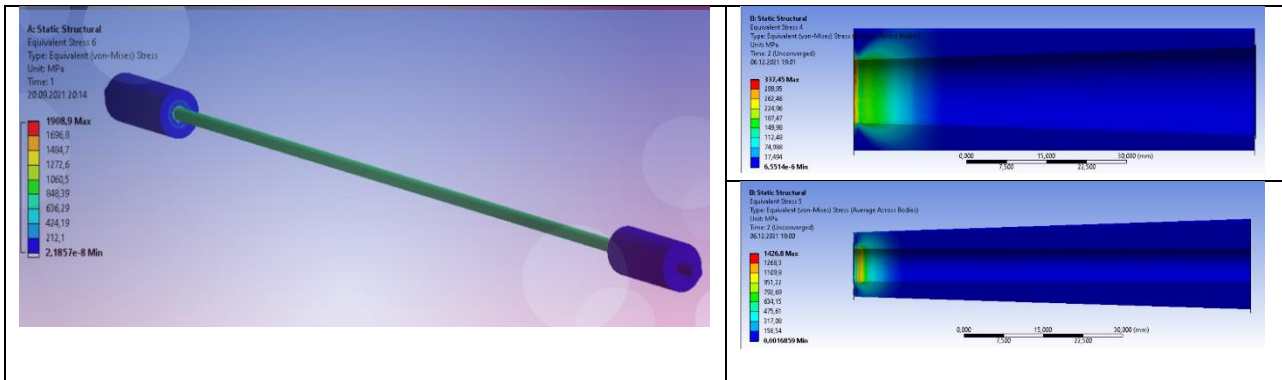 A: Static Structural
Equivalent Stress 6
Type: Equivalent (von-Mises) Stress
Unit: MPa
Time: 1
20.09.2021 20:14
1908,9 Max
1696,8
1484,7
1272,6
1060,5
848,39
636,29
424,19
212,1
2,1857e-8 Min
B: Static Structural
Equivalent Stress 4
Type: Equivalent (von-Mises) Stress Across Bodies)
Unit: MPa
Time: 2 (Unconverged)
06.12.2021 19:01
337,45 Max
299,95
262,46
224,96
187,47
149,98
112,48
74,988
37,494
6,5514e-6 Min
0,000 15,000 30,000 (mm)
7,500 22,500
B: Static Structural
Equivalent Stress 5
Type: Equivalent (von-Mises) Stress (Average Across Bodies)
Unit: MPa
Time: 2 (Unconverged)
06.12.2021 19:00
1426,8 Max
1268,3
1109,8
951,22
792,69
634,15
475,61
317,08
158,54
0,0016859 Min
0,000 15,000 30,000 (mm)
7,500 22,500